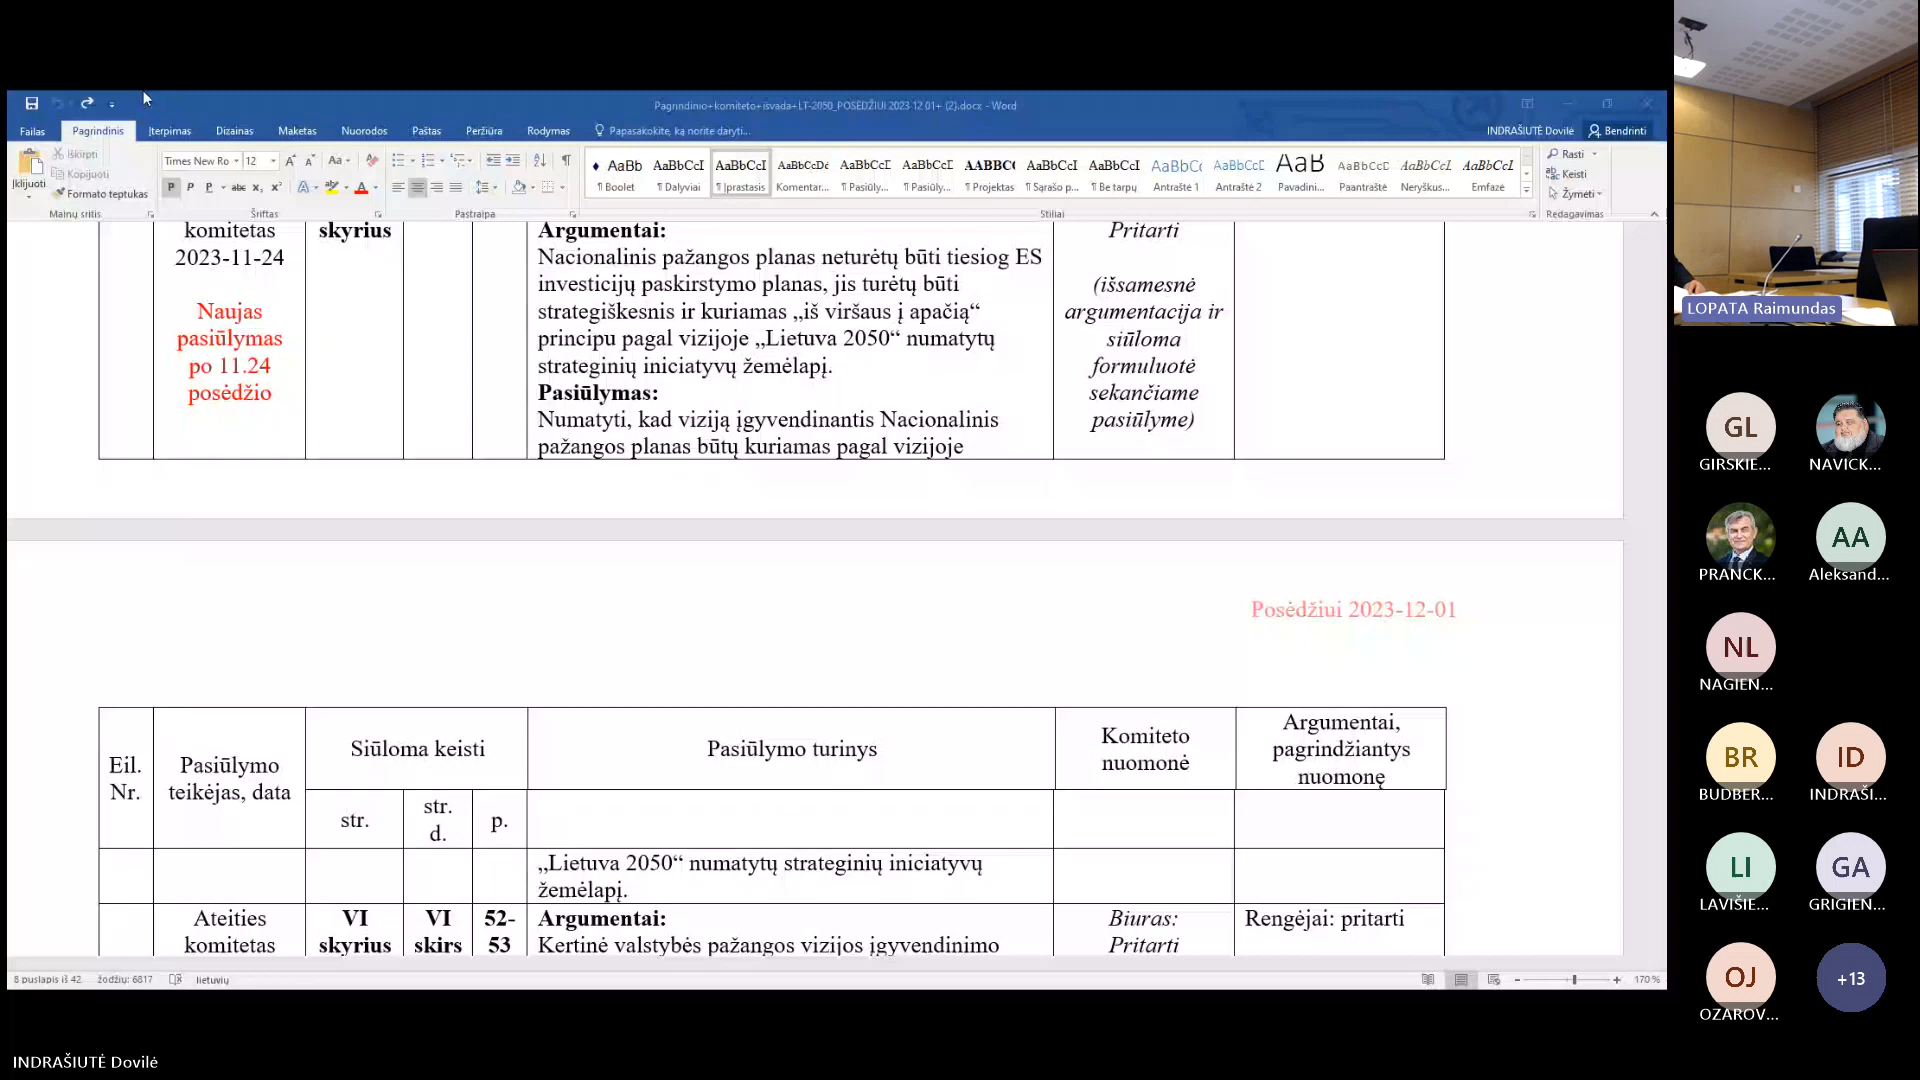 Pagrindinio+komiteto+išvada+LT-2050_POSĖDŽIUI 2023 12 01+ (2).docx - Word
Failas
Pagrindinis
Įterpimas
Dizainas
Maketas
Nuorodos
Paštas
Peržiūra
Rodymas
Papasakokite, ką norite daryti...
INDRAŠIUTĖ Dovilė
Bendrinti
Įklijuoti
Iškirpti
Kopijuoti
Formato teptukas
Mainų sritis
Times New Ro
12
Šriftas
Pastraipa
¶ Boolet
¶ Dalyviai
¶ Įprastasis
Komentar...
¶ Pasiūly...
¶ Pasiūly...
¶ Projektas
¶ Sąrašo p...
¶ Be tarpų
Antraštė 1
Antraštė 2
Pavadini...
Paantraštė
Neryškus...
Emfazė
Stiliai
Rasti
Keisti
Žymėti
Redagavimas
komitetas
2023-11-24
Naujas
pasiūlymas
po 11.24
posėdžio
skyrius
Argumentai:
Nacionalinis pažangos planas neturėtų būti tiesiog ES
investicijų paskirstymo planas, jis turėtų būti
strategiškesnis ir kuriamas „iš viršaus į apačią“
principu pagal vizijoje „Lietuva 2050“ numatytų
strateginių iniciatyvų žemėlapį.
Pasiūlymas:
Numatyti, kad viziją įgyvendinantis Nacionalinis
pažangos planas būtų kuriamas pagal vizijoje
Pritarti
(išsamesnė
argumentacija ir
siūloma
formuluotė
sekančiame
pasiūlyme)
Posėdžiui 2023-12-01
Eil.
Nr.
Pasiūlymo
teikėjas, data
Siūloma keisti
str.
str.
d.
p.
Pasiūlymo turinys
Komiteto
nuomonė
Argumentai,
pagrindžiantys
nuomonę
„Lietuva 2050“ numatytų strateginių iniciatyvų
žemėlapį.
Ateities
komitetas
VI
skyrius
VI
skirs
52-
53
Argumentai:
Kertinė valstybės pažangos vizijos įgyvendinimo
Biuras:
Pritarti
Rengėjai: pritarti
8 puslapis iš 42
žodžių: 6817
lietuvių
170 %
INDRAŠIUTĖ Dovilė
LOPATA Raimundas
GL
GIRSKIE...
NAVICK...
PRANCK...
AA
Aleksand...
NL
NAGIEN...
BR
BUDBER...
ID
INDRAŠI...
LI
LAVIŠIE...
GA
GRIGIEN...
OJ
OZAROV...
+13